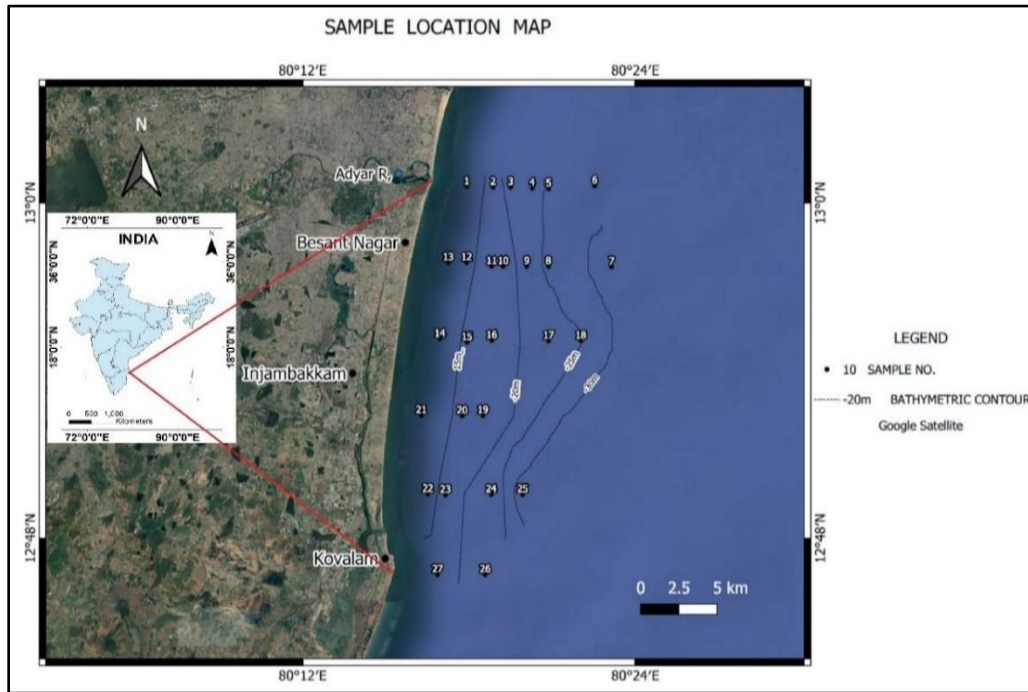 SAMPLE LOCATION MAP
80°12'E 80°24'E
N
Adyar R,
1 2 3 4 5 6
13°0'N 13°0'N
72°0'0"E 90°0'0"E
INDIA
N
Besant Nagar
13 12 11 10 9 8 7
36°0'0"N 36°0'0"N
14 15 16 17 18
18°0'0"N 18°0'0"N
-20m -25m -30m
Injambakkam
LEGEND
10 SAMPLE NO.
-20m BATHYMETRIC CONTOUR
Google Satellite
21 20 19
0 500 1,000
Kilometers
72°0'0"E 90°0'0"E
22 23 24 25
12°48'N 12°48'N
Kovalam
27 26
0 2.5 5 km
80°12'E 80°24'E